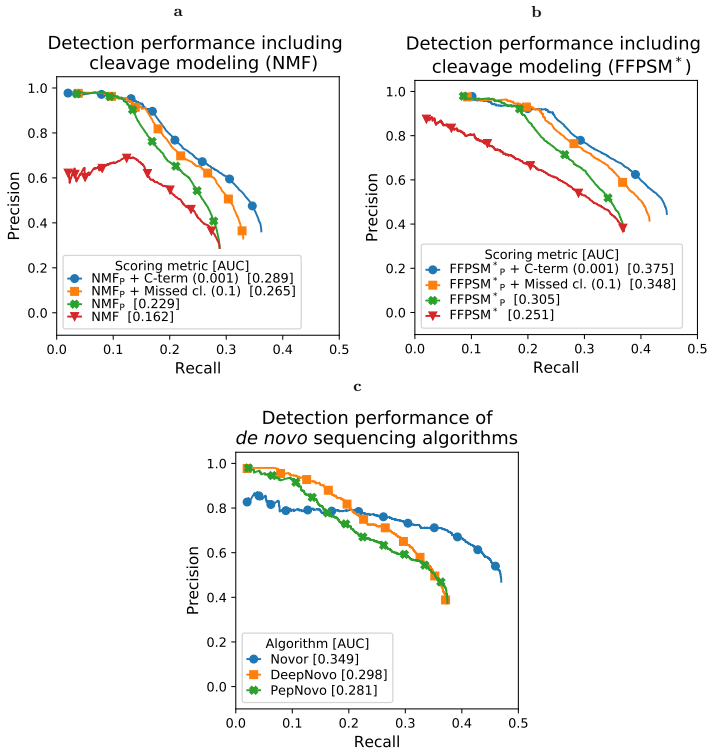 a
Detection performance including
cleavage modeling (NMF)
Precision
1.0
0.8
0.6
0.4
0.2
0.0
Scoring metric [AUC]
NMF_P + C-term (0.001) [0.289]
NMF_P + Missed cl. (0.1) [0.265]
NMF_P [0.229]
NMF [0.162]
0.0 0.1 0.2 0.3 0.4 0.5
Recall
b
Detection performance including
cleavage modeling (FFPSM*)
Precision
1.0
0.8
0.6
0.4
0.2
0.0
Scoring metric [AUC]
FFPSM*_P + C-term (0.001) [0.375]
FFPSM*_P + Missed cl. (0.1) [0.348]
FFPSM*_P [0.305]
FFPSM* [0.251]
0.0 0.1 0.2 0.3 0.4 0.5
Recall
c
Detection performance of
de novo sequencing algorithms
Precision
1.0
0.8
0.6
0.4
0.2
0.0
Algorithm [AUC]
Novor [0.349]
DeepNovo [0.298]
PepNovo [0.281]
0.0 0.1 0.2 0.3 0.4 0.5
Recall